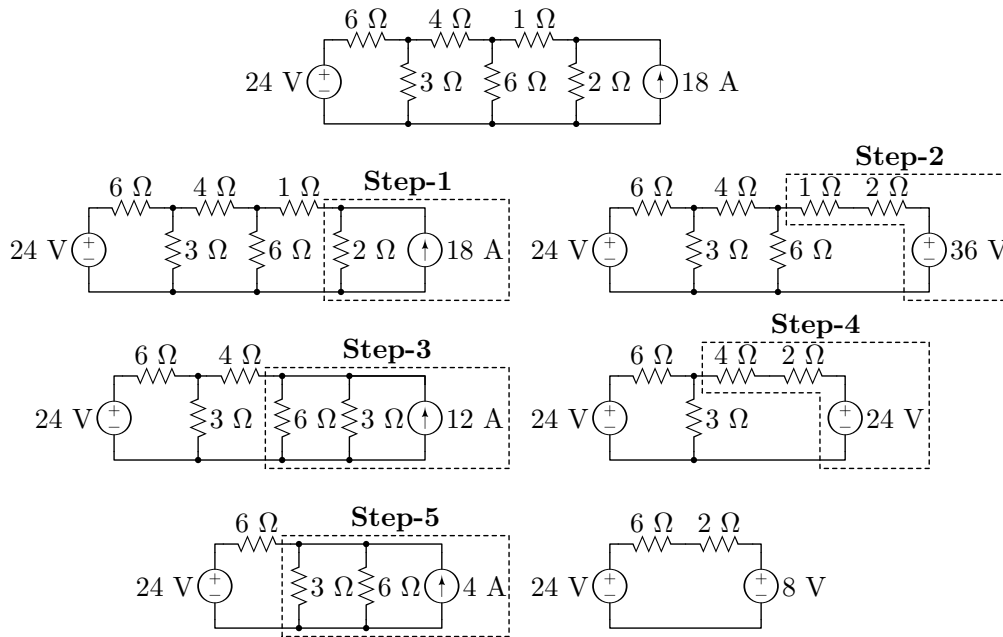 6 Ω 4 Ω 1 Ω
24 V 3 Ω 6 Ω 2 Ω 18 A
Step-1
6 Ω 4 Ω 1 Ω
24 V 3 Ω 6 Ω 2 Ω 18 A
Step-2
6 Ω 4 Ω 1 Ω 2 Ω
24 V 3 Ω 6 Ω 36 V
Step-3
6 Ω 4 Ω
24 V 3 Ω 6 Ω 3 Ω 12 A
Step-4
6 Ω 4 Ω 2 Ω
24 V 3 Ω 24 V
Step-5
6 Ω
24 V 3 Ω 6 Ω 4 A
6 Ω 2 Ω
24 V 8 V